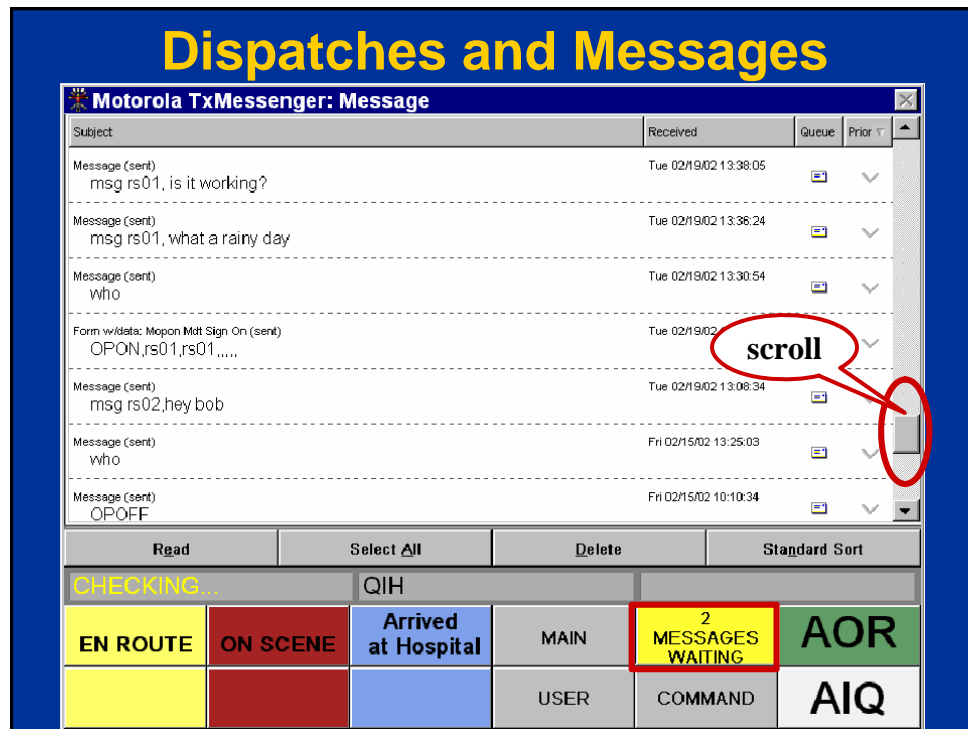 Dispatches and Messages
Motorola TxMessenger: Message
Subject Received Queue Prior
Message (sent) Tue 02/19/02 13:38:05
msg rs01, is it working?
Message (sent) Tue 02/19/02 13:36:24
msg rs01, what a rainy day
Message (sent) Tue 02/19/02 13:30:54
who
Form w/data: Mopon Mdt Sign On (sent) Tue 02/19/02
OPON,rs01,rs01,,,,,
scroll
Message (sent) Tue 02/19/02 13:08:34
msg rs02,hey bob
Message (sent) Fri 02/15/02 13:25:03
who
Message (sent) Fri 02/15/02 10:10:34
OPOFF
Read Select All Delete Standard Sort
CHECKING... QIH
EN ROUTE ON SCENE Arrived at Hospital MAIN 2 MESSAGES WAITING AOR
USER COMMAND AIQ